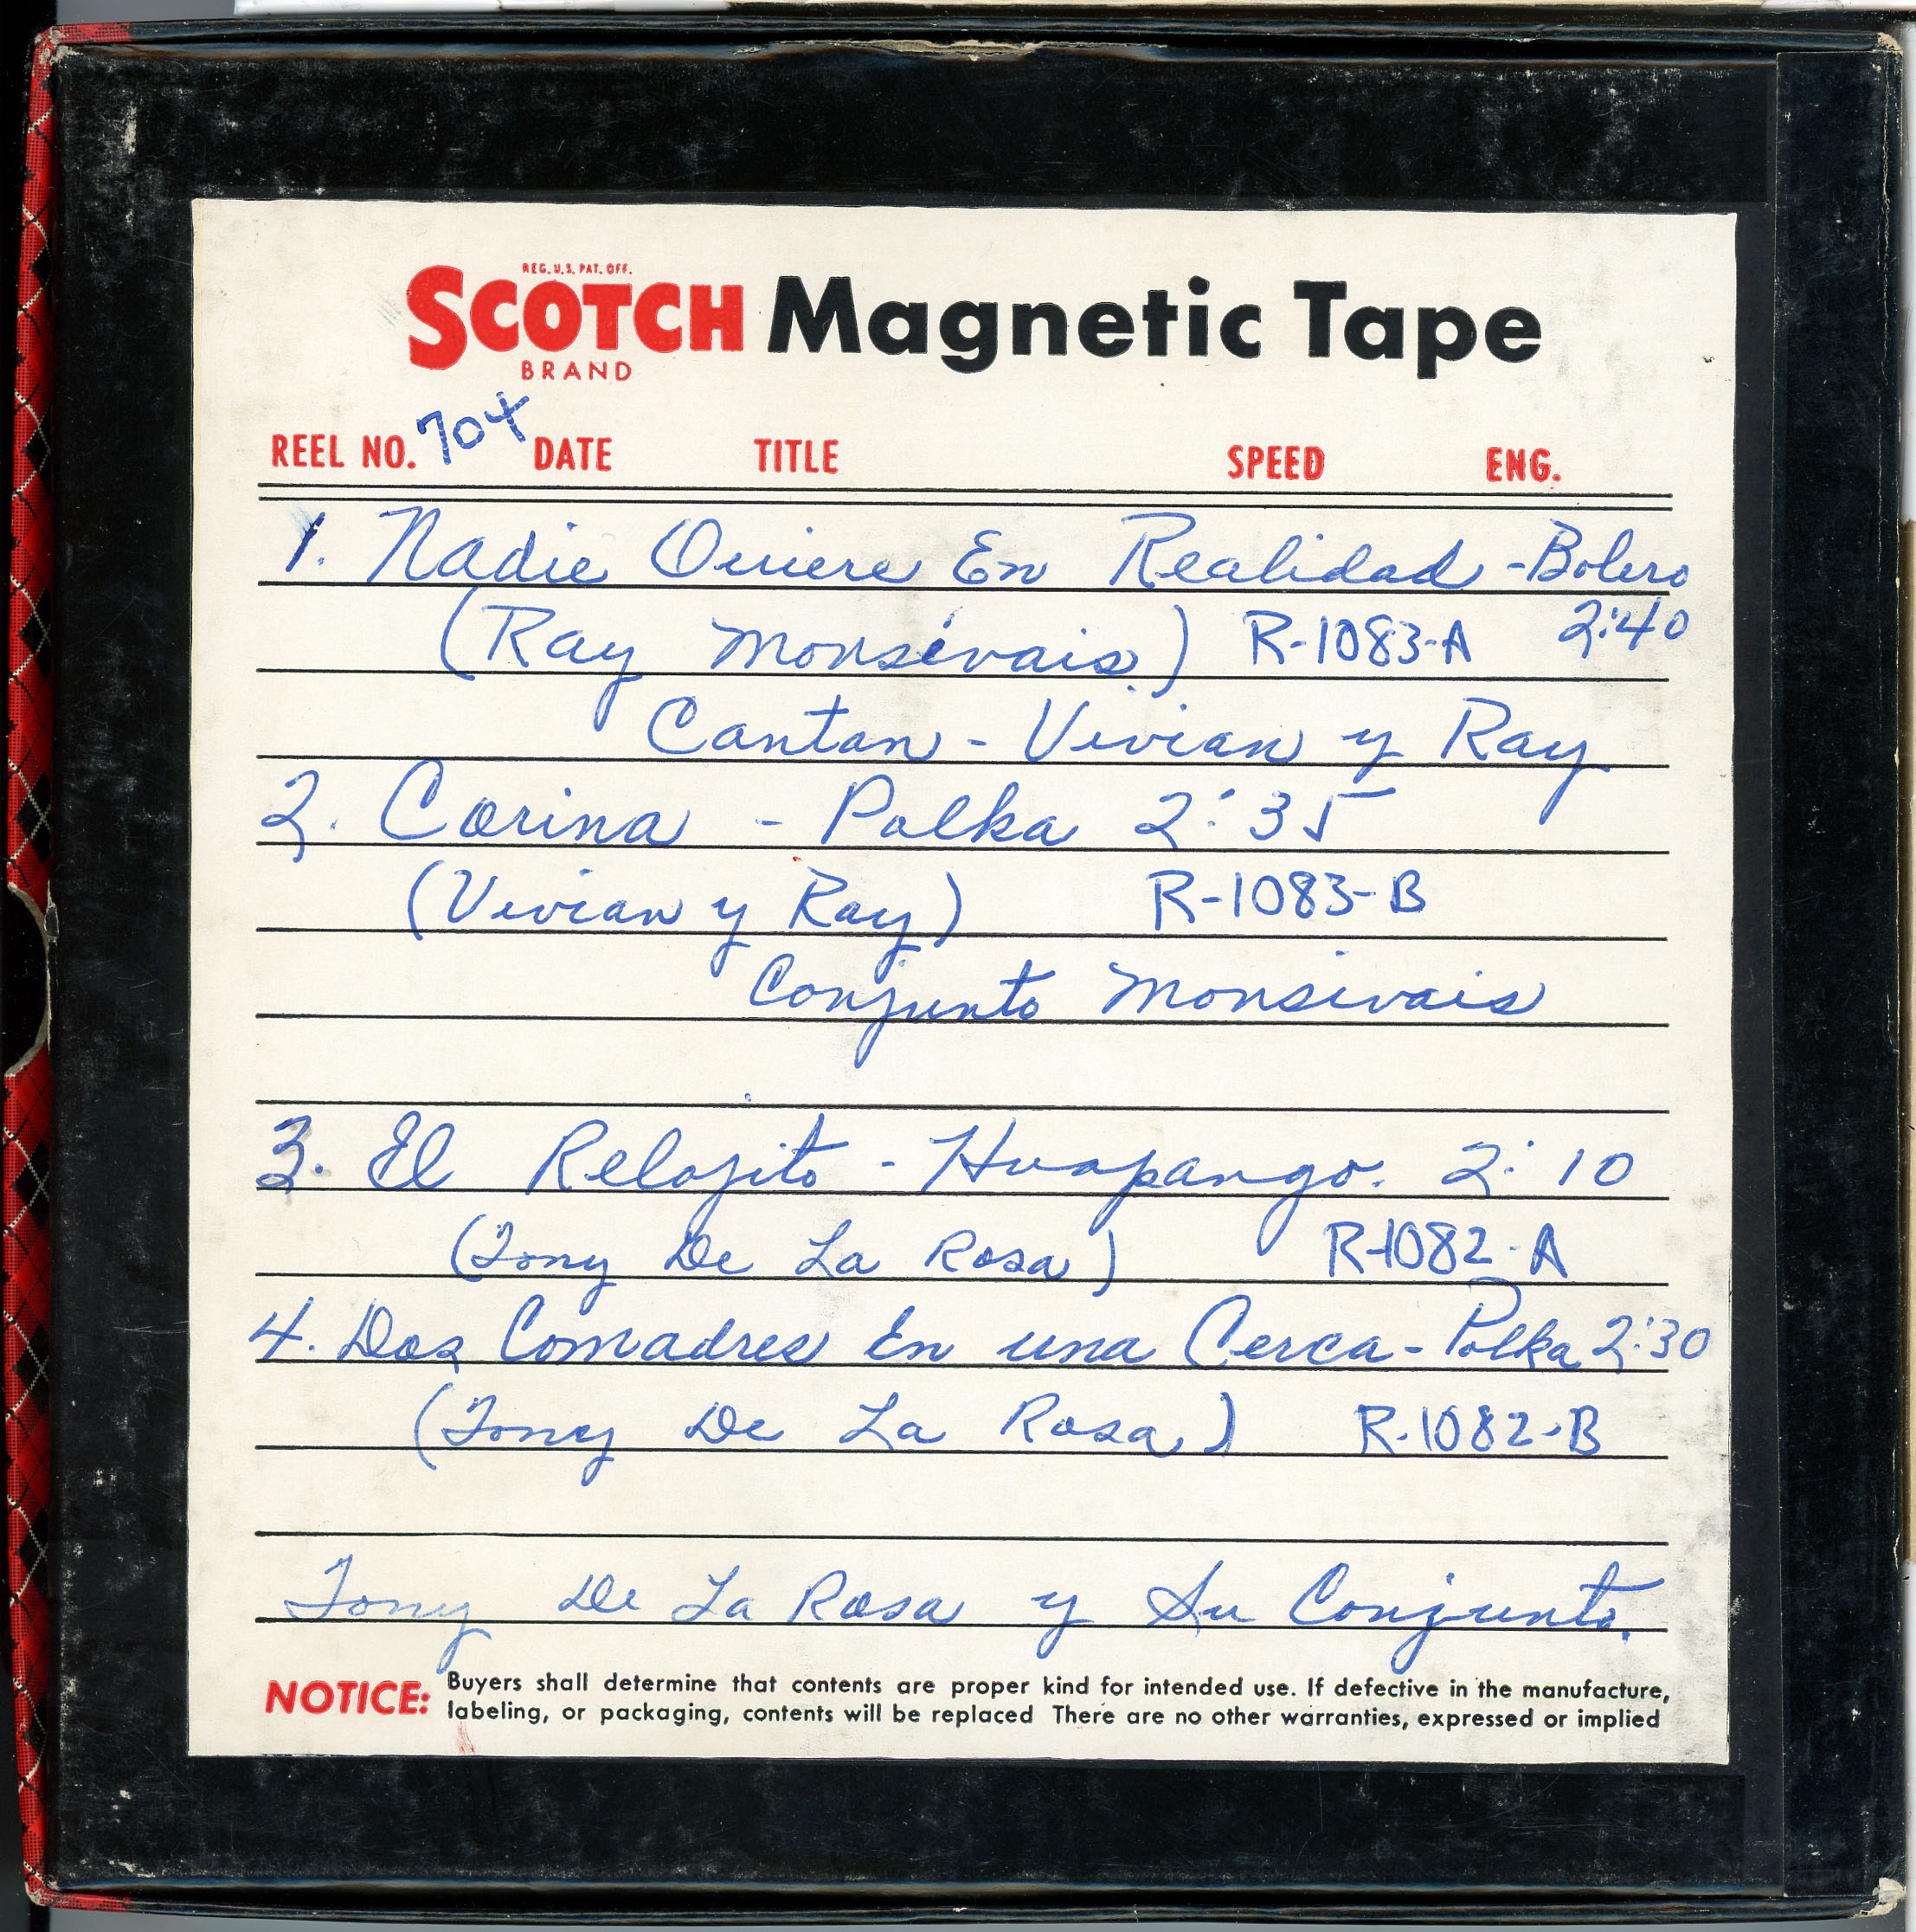 REG. U.S. PAT. OFF.
SCOTCH Magnetic Tape
BRAND
REEL NO. 704 DATE TITLE SPEED ENG.
1. Nadie Quiere En Realidad - Bolero
(Ray Monsivais) R-1083-A 2:40
Cantan - Vivian y Ray
2. Corina - Polka 2:35
(Vivian y Ray) R-1083-B
Conjunto Monsivais
3. El Relojito - Huapango. 2:10
(Tony De La Rosa) R-1082-A
4. Dos Comadres En una Cerca - Polka 2:30
(Tony De La Rosa) R-1082-B
Tony De La Rosa y Su Conjunto.
NOTICE: Buyers shall determine that contents are proper kind for intended use. If defective in the manufacture,
labeling, or packaging, contents will be replaced There are no other warranties, expressed or implied